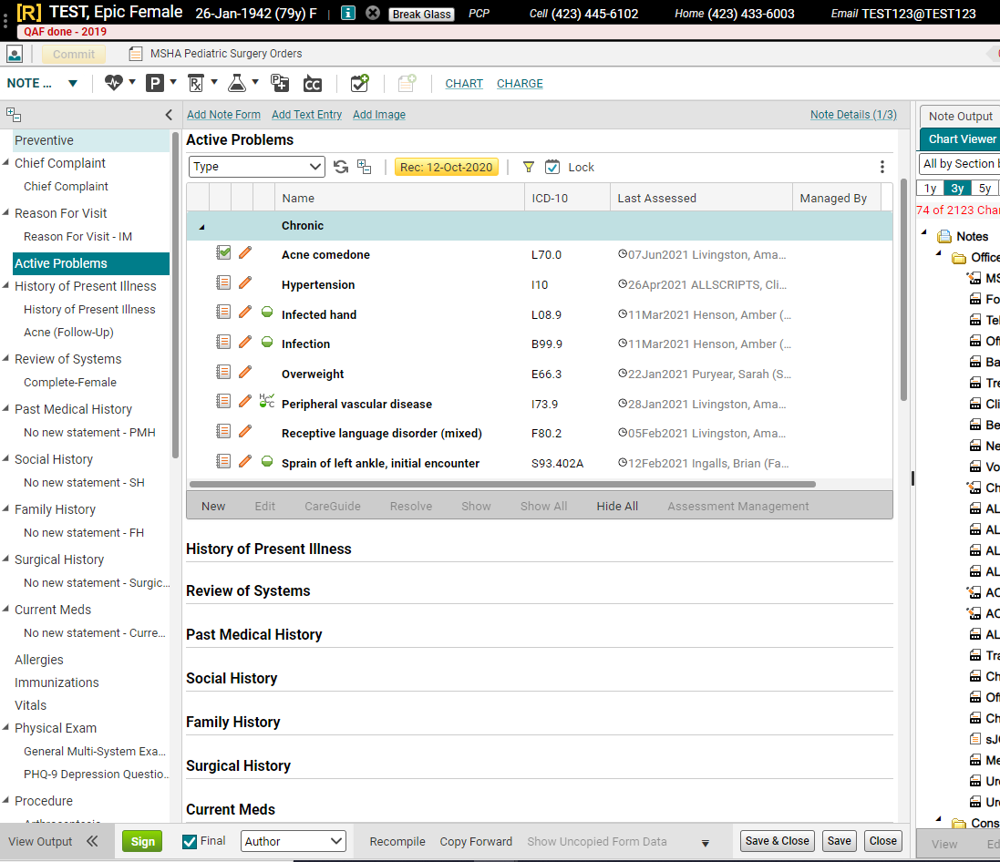 [R] TEST, Epic Female 26-Jan-1942 (79y) F | i Break Glass PCP Cell (423) 445-6102 Home (423) 433-6003 Email TEST123@TEST123
QAF done - 2019
Commit MSHA Pediatric Surgery Orders
NOTE ... P Rx CC CHART CHARGE
Add Note Form Add Text Entry Add Image Note Details (1/3)
Preventive
Chief Complaint
Chief Complaint
Reason For Visit
Reason For Visit - IM
Active Problems
History of Present Illness
History of Present Illness
Acne (Follow-Up)
Review of Systems
Complete-Female
Past Medical History
No new statement - PMH
Social History
No new statement - SH
Family History
No new statement - FH
Surgical History
No new statement - Surgic...
Current Meds
No new statement - Curre...
Allergies
Immunizations
Vitals
Physical Exam
General Multi-System Exa...
PHQ-9 Depression Questio...
Procedure
Active Problems
Type Rec: 12-Oct-2020 Lock
Name ICD-10 Last Assessed Managed By
Chronic
Acne comedone L70.0 07Jun2021 Livingston, Ama...
Hypertension I10 26Apr2021 ALLSCRIPTS, Cli...
Infected hand L08.9 11Mar2021 Henson, Amber (...
Infection B99.9 11Mar2021 Henson, Amber (...
Overweight E66.3 22Jan2021 Puryear, Sarah (S...
Peripheral vascular disease I73.9 28Jan2021 Livingston, Ama...
Receptive language disorder (mixed) F80.2 05Feb2021 Livingston, Ama...
Sprain of left ankle, initial encounter S93.402A 12Feb2021 Ingalls, Brian (Fa...
New Edit CareGuide Resolve Show Show All Hide All Assessment Management
History of Present Illness
Review of Systems
Past Medical History
Social History
Family History
Surgical History
Current Meds
Note Output
Chart Viewer
All by Section
1y 3y 5y
74 of 2123 Char
Notes
Office
MS
Fo
Tel
Off
Ba
Tre
Cli
Be
Ne
Vo
Ch
AL
AL
AL
AL
AC
AC
AL
Tra
Ch
Off
Ch
sJC
Me
Uro
Uro
Cons
View Output Sign Final Author Recompile Copy Forward Show Uncopied Form Data Save & Close Save Close View Ed